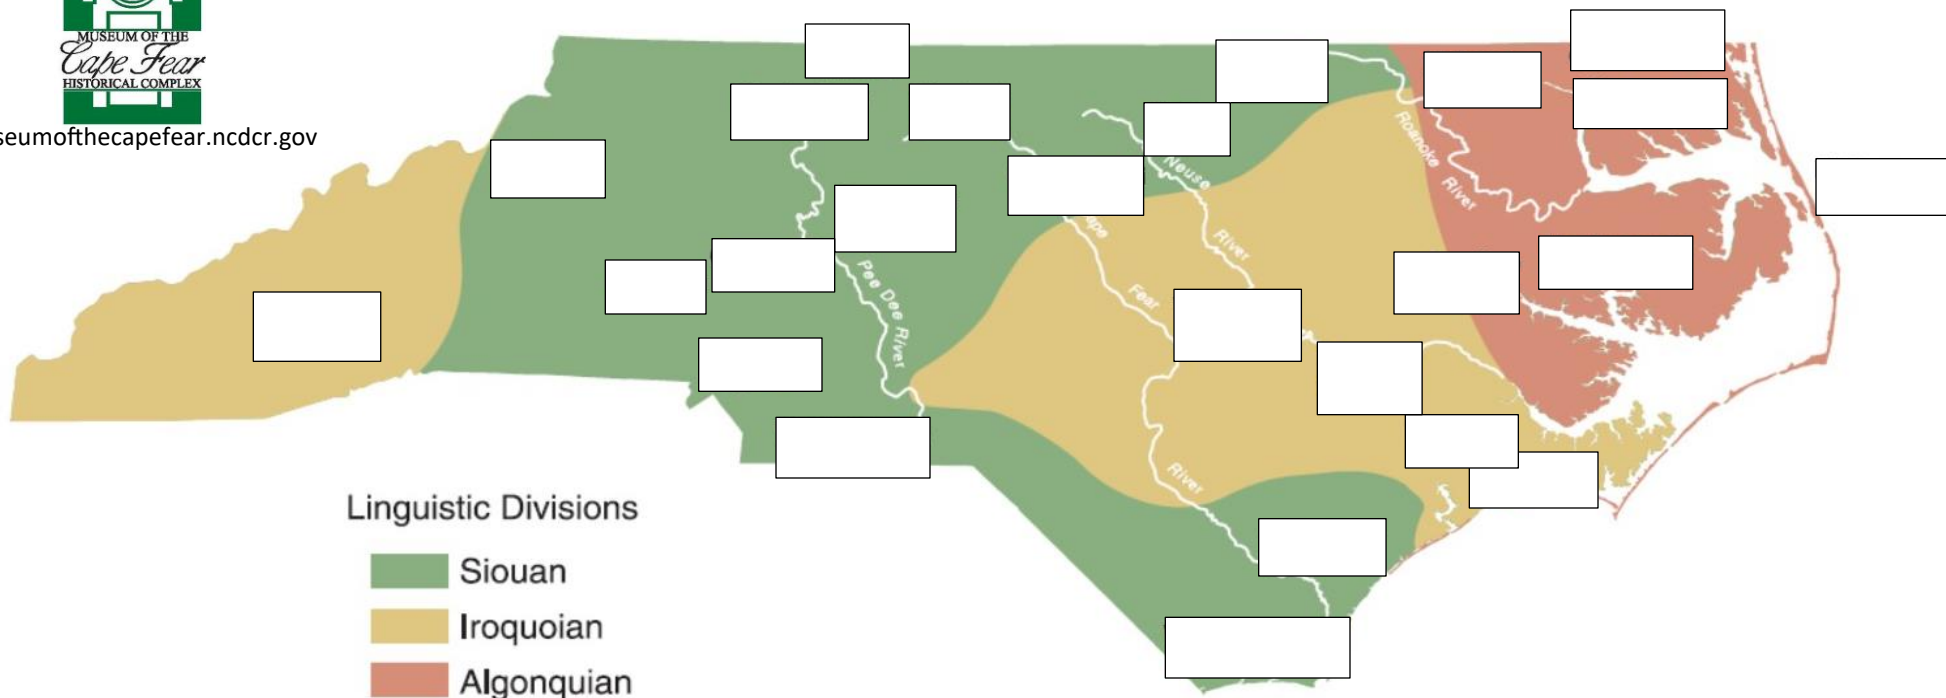 MUSEUM OF THE
Cape Fear
HISTORICAL COMPLEX
seumofthecapefear.ncdcr.gov
Roanoke River
Neuse River
ape Fear River
Pee Dee River
Linguistic Divisions
Siouan
Iroquoian
Algonquian